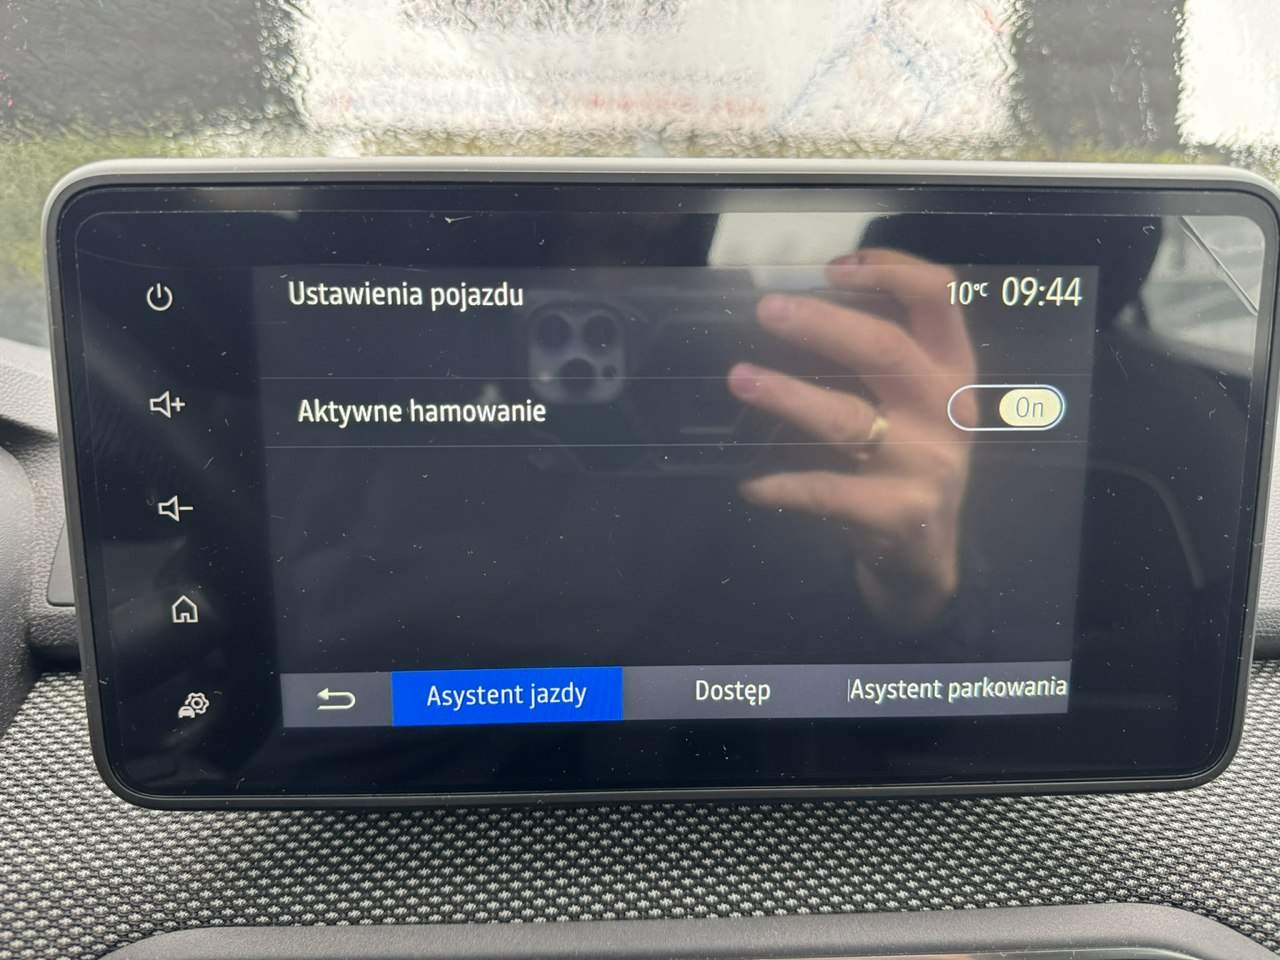 Ustawienia pojazdu
10°C 09:44
Aktywne hamowanie
On
Asystent jazdy
Dostęp
Asystent parkowania